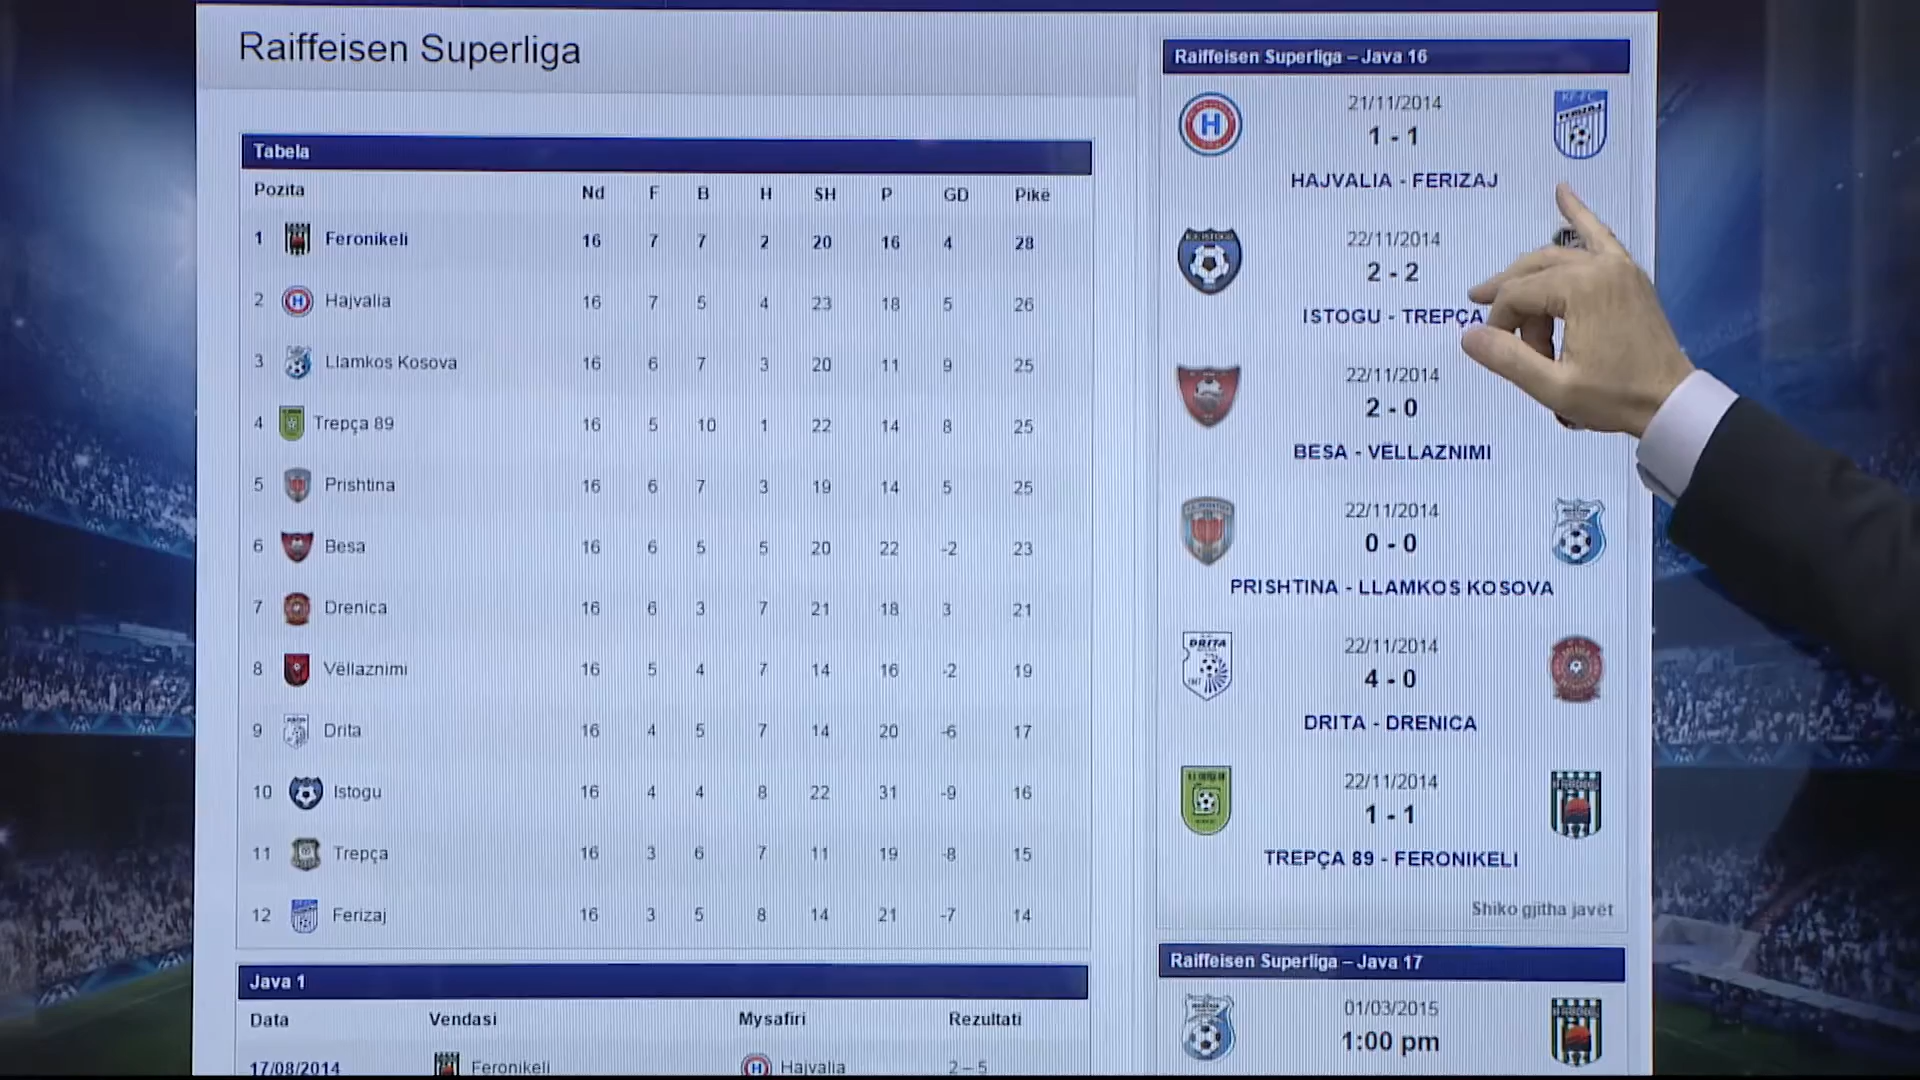 Raiffeisen Superliga
Tabela
Pozita Nd F B H SH P GD Pikë
1 Feronikeli 16 7 7 2 20 16 4 28
2 Hajvalia 16 7 5 4 23 18 5 26
3 Llamkos Kosova 16 6 7 3 20 11 9 25
4 Trepça 89 16 5 10 1 22 14 8 25
5 Prishtina 16 6 7 3 19 14 5 25
6 Besa 16 6 5 5 20 22 -2 23
7 Drenica 16 6 3 7 21 18 3 21
8 Vëllaznimi 16 5 4 7 14 16 -2 19
9 Drita 16 4 5 7 14 20 -6 17
10 Istogu 16 4 4 8 22 31 -9 16
11 Trepça 16 3 6 7 11 19 -8 15
12 Ferizaj 16 3 5 8 14 21 -7 14
Java 1
Data Vendasi Mysafiri Rezultati
17/08/2014 Feronikeli Hajvalia 2 – 5
Raiffeisen Superliga – Java 16
21/11/2014
1 - 1
HAJVALIA - FERIZAJ
22/11/2014
2 - 2
ISTOGU - TREPÇA
22/11/2014
2 - 0
BESA - VËLLAZNIMI
22/11/2014
0 - 0
PRISHTINA - LLAMKOS KOSOVA
DRITA
22/11/2014
4 - 0
DRITA - DRENICA
22/11/2014
1 - 1
TREPÇA 89 - FERONIKELI
Shiko gjitha javët
Raiffeisen Superliga – Java 17
01/03/2015
1:00 pm